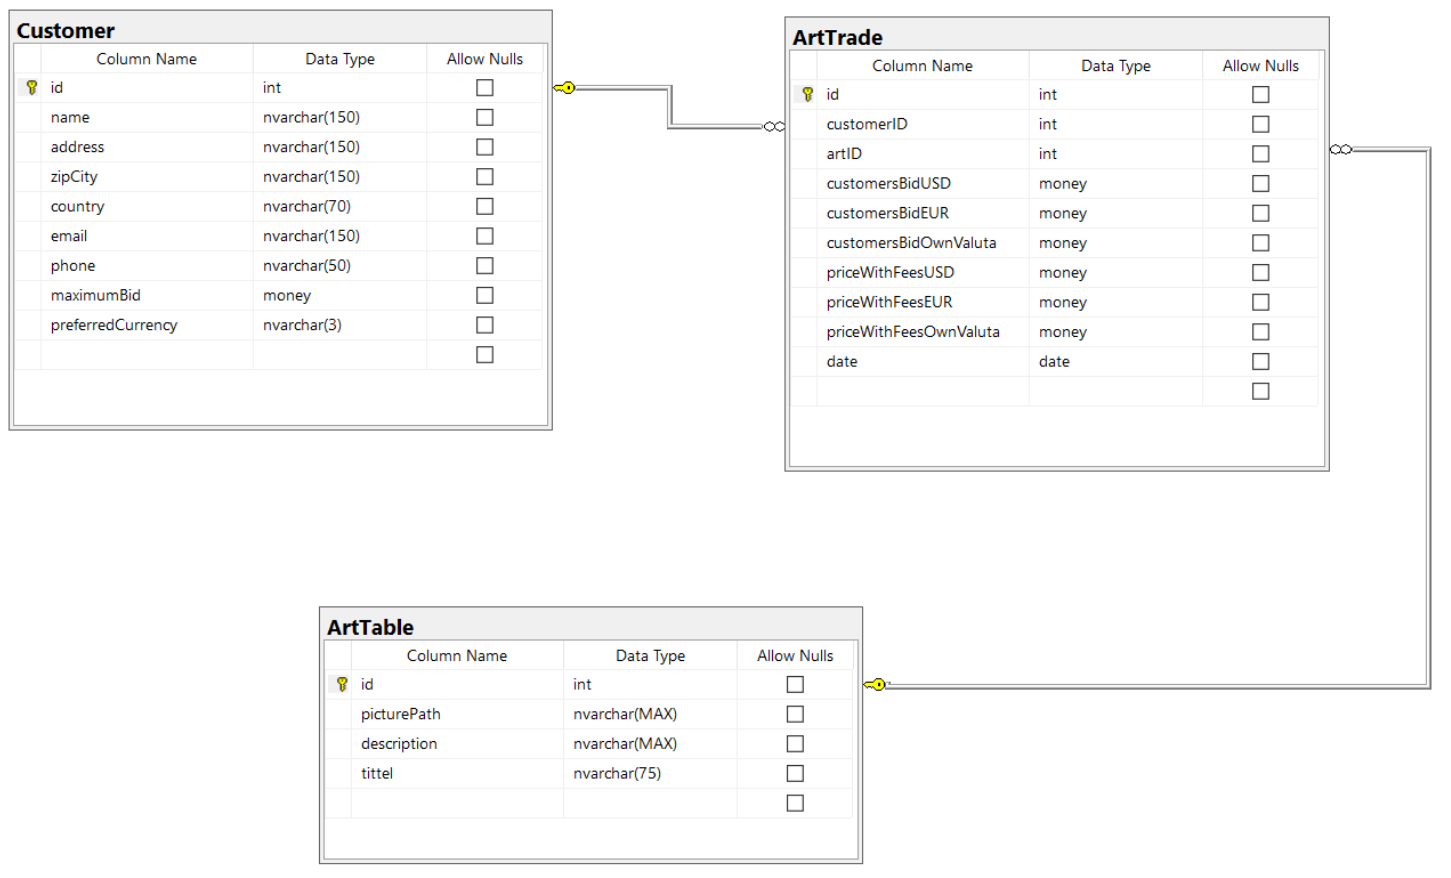 Customer
Column Name Data Type Allow Nulls
id int
name nvarchar(150)
address nvarchar(150)
zipCity nvarchar(150)
country nvarchar(70)
email nvarchar(150)
phone nvarchar(50)
maximumBid money
preferredCurrency nvarchar(3)
ArtTrade
Column Name Data Type Allow Nulls
id int
customerID int
artID int
customersBidUSD money
customersBidEUR money
customersBidOwnValuta money
priceWithFeesUSD money
priceWithFeesEUR money
priceWithFeesOwnValuta money
date date
ArtTable
Column Name Data Type Allow Nulls
id int
picturePath nvarchar(MAX)
description nvarchar(MAX)
tittel nvarchar(75)